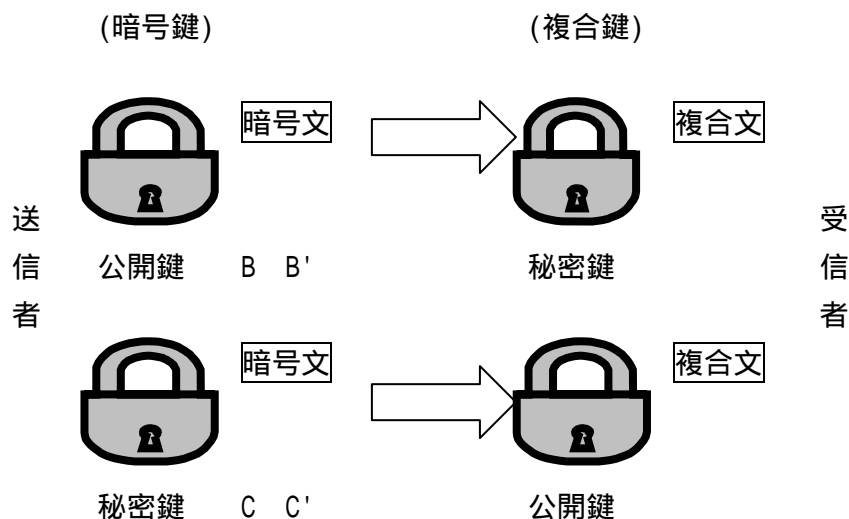 (暗号鍵) (複合鍵)
暗号文 複合文
送信者
受信者
公開鍵 B B' 秘密鍵
暗号文 複合文
秘密鍵 C C' 公開鍵